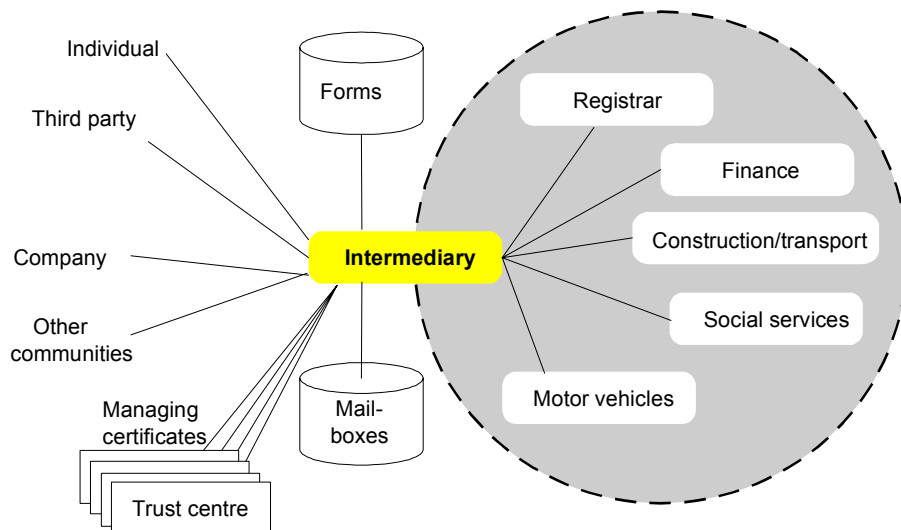 Individual
Third party
Company
Other
communities
Managing
certificates
Trust centre
Forms
Intermediary
Mail-
boxes
Registrar
Finance
Construction/transport
Social services
Motor vehicles